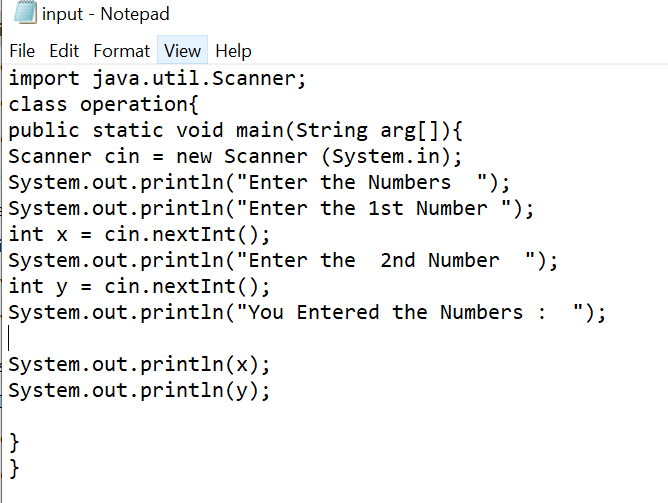 input - Notepad
File Edit Format View Help
import java.util.Scanner;
class operation{
public static void main(String arg[]){
Scanner cin = new Scanner (System.in);
System.out.println("Enter the Numbers  ");
System.out.println("Enter the 1st Number ");
int x = cin.nextInt();
System.out.println("Enter the  2nd Number  ");
int y = cin.nextInt();
System.out.println("You Entered the Numbers :  ");
System.out.println(x);
System.out.println(y);
}
}